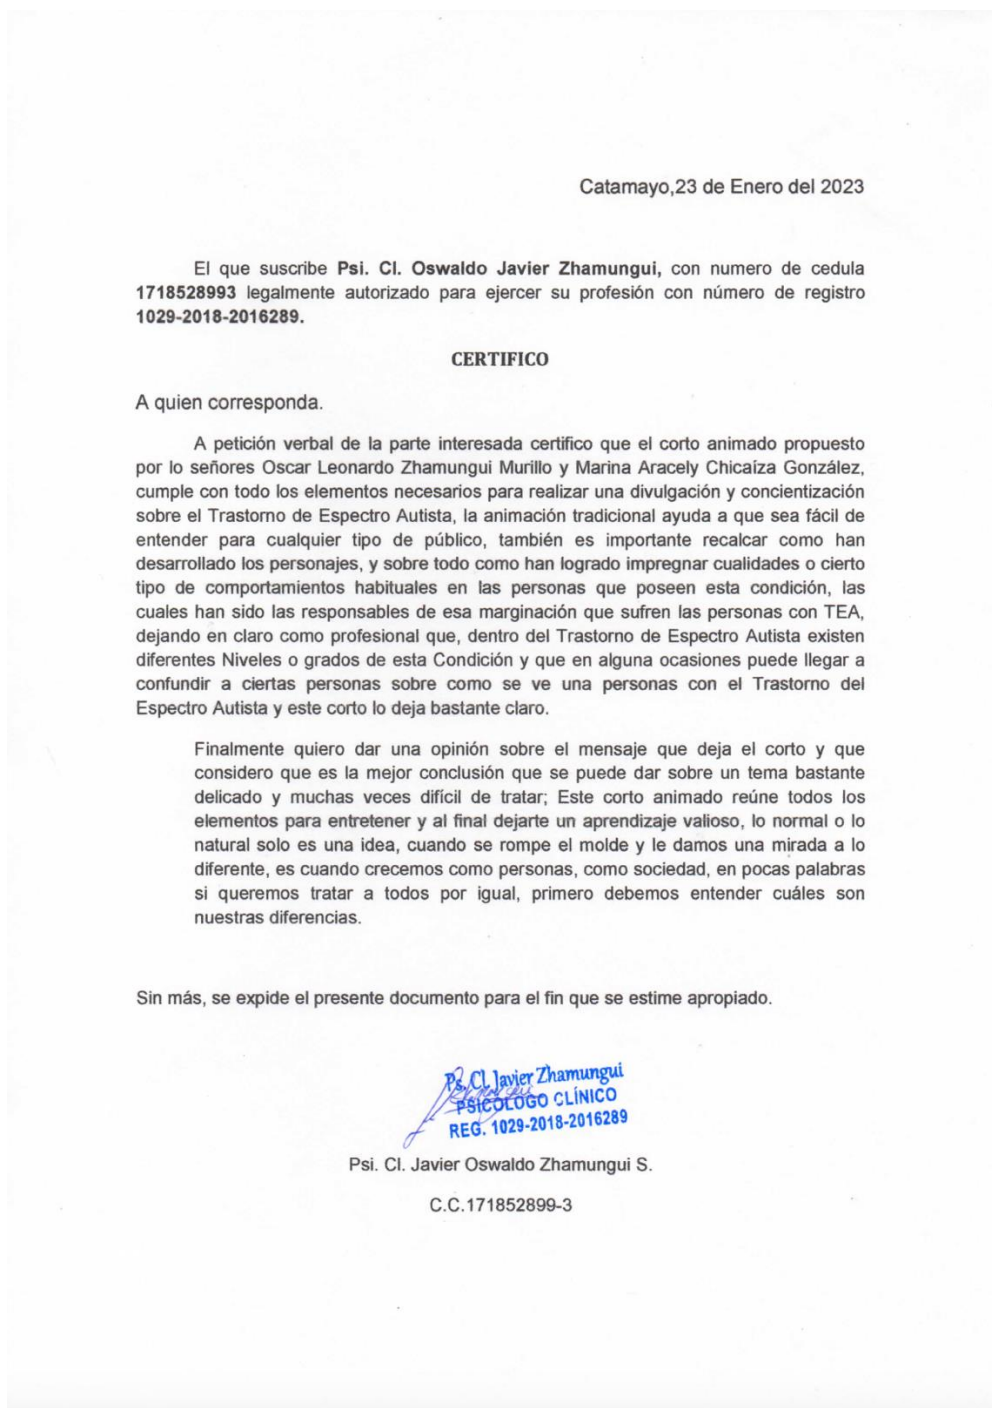 Catamayo,23 de Enero del 2023
El que suscribe Psi. Cl. Oswaldo Javier Zhamungui, con numero de cedula
1718528993 legalmente autorizado para ejercer su profesión con número de registro
1029-2018-2016289.
CERTIFICO
A quien corresponda.
A petición verbal de la parte interesada certifico que el corto animado propuesto
por lo señores Oscar Leonardo Zhamungui Murillo y Marina Aracely Chicaíza González,
cumple con todo los elementos necesarios para realizar una divulgación y concientización
sobre el Trastorno de Espectro Autista, la animación tradicional ayuda a que sea fácil de
entender para cualquier tipo de público, también es importante recalcar como han
desarrollado los personajes, y sobre todo como han logrado impregnar cualidades o cierto
tipo de comportamientos habituales en las personas que poseen esta condición, las
cuales han sido las responsables de esa marginación que sufren las personas con TEA,
dejando en claro como profesional que, dentro del Trastorno de Espectro Autista existen
diferentes Niveles o grados de esta Condición y que en alguna ocasiones puede llegar a
confundir a ciertas personas sobre como se ve una personas con el Trastorno del
Espectro Autista y este corto lo deja bastante claro.
Finalmente quiero dar una opinión sobre el mensaje que deja el corto y que
considero que es la mejor conclusión que se puede dar sobre un tema bastante
delicado y muchas veces difícil de tratar; Este corto animado reúne todos los
elementos para entretener y al final dejarte un aprendizaje valioso, lo normal o lo
natural solo es una idea, cuando se rompe el molde y le damos una mirada a lo
diferente, es cuando crecemos como personas, como sociedad, en pocas palabras
si queremos tratar a todos por igual, primero debemos entender cuáles son
nuestras diferencias.
Sin más, se expide el presente documento para el fin que se estime apropiado.
Ps. Cl. Javier Zhamungui
PSICÓLOGO CLÍNICO
REG. 1029-2018-2016289
Psi. Cl. Javier Oswaldo Zhamungui S.
C.C.171852899-3